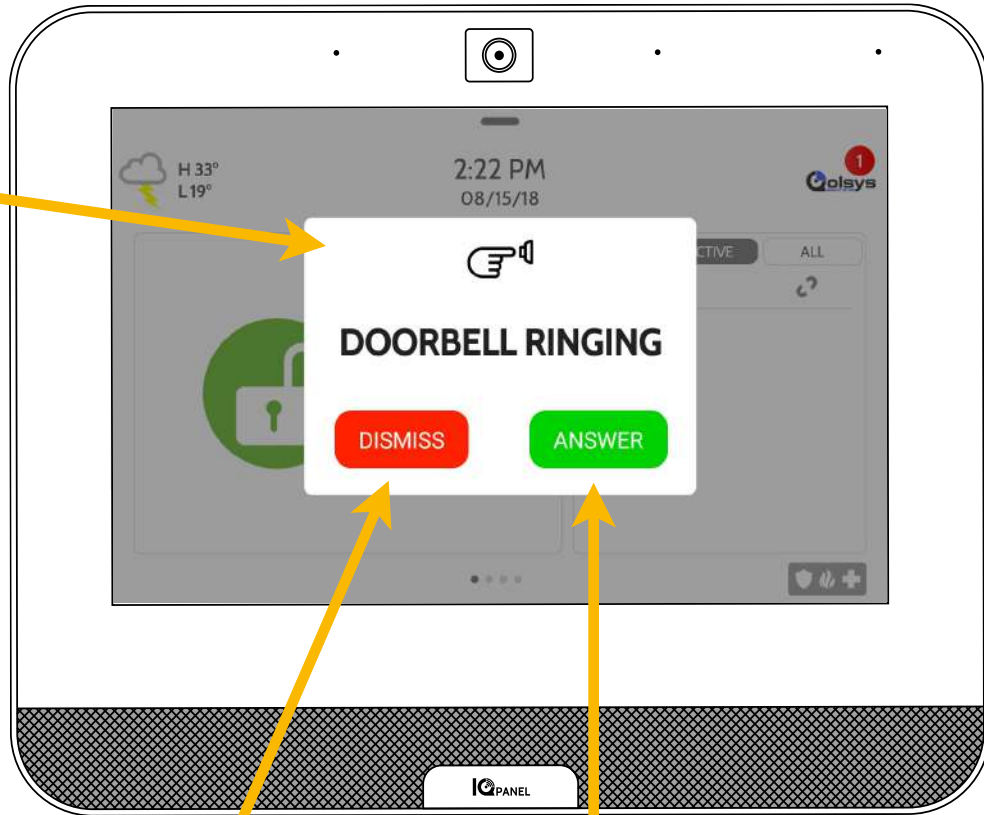 H 33°
L 19°
2:22 PM
08/15/18
1
Qolsys
CTIVE
ALL
DOORBELL RINGING
DISMISS
ANSWER
IQ PANEL